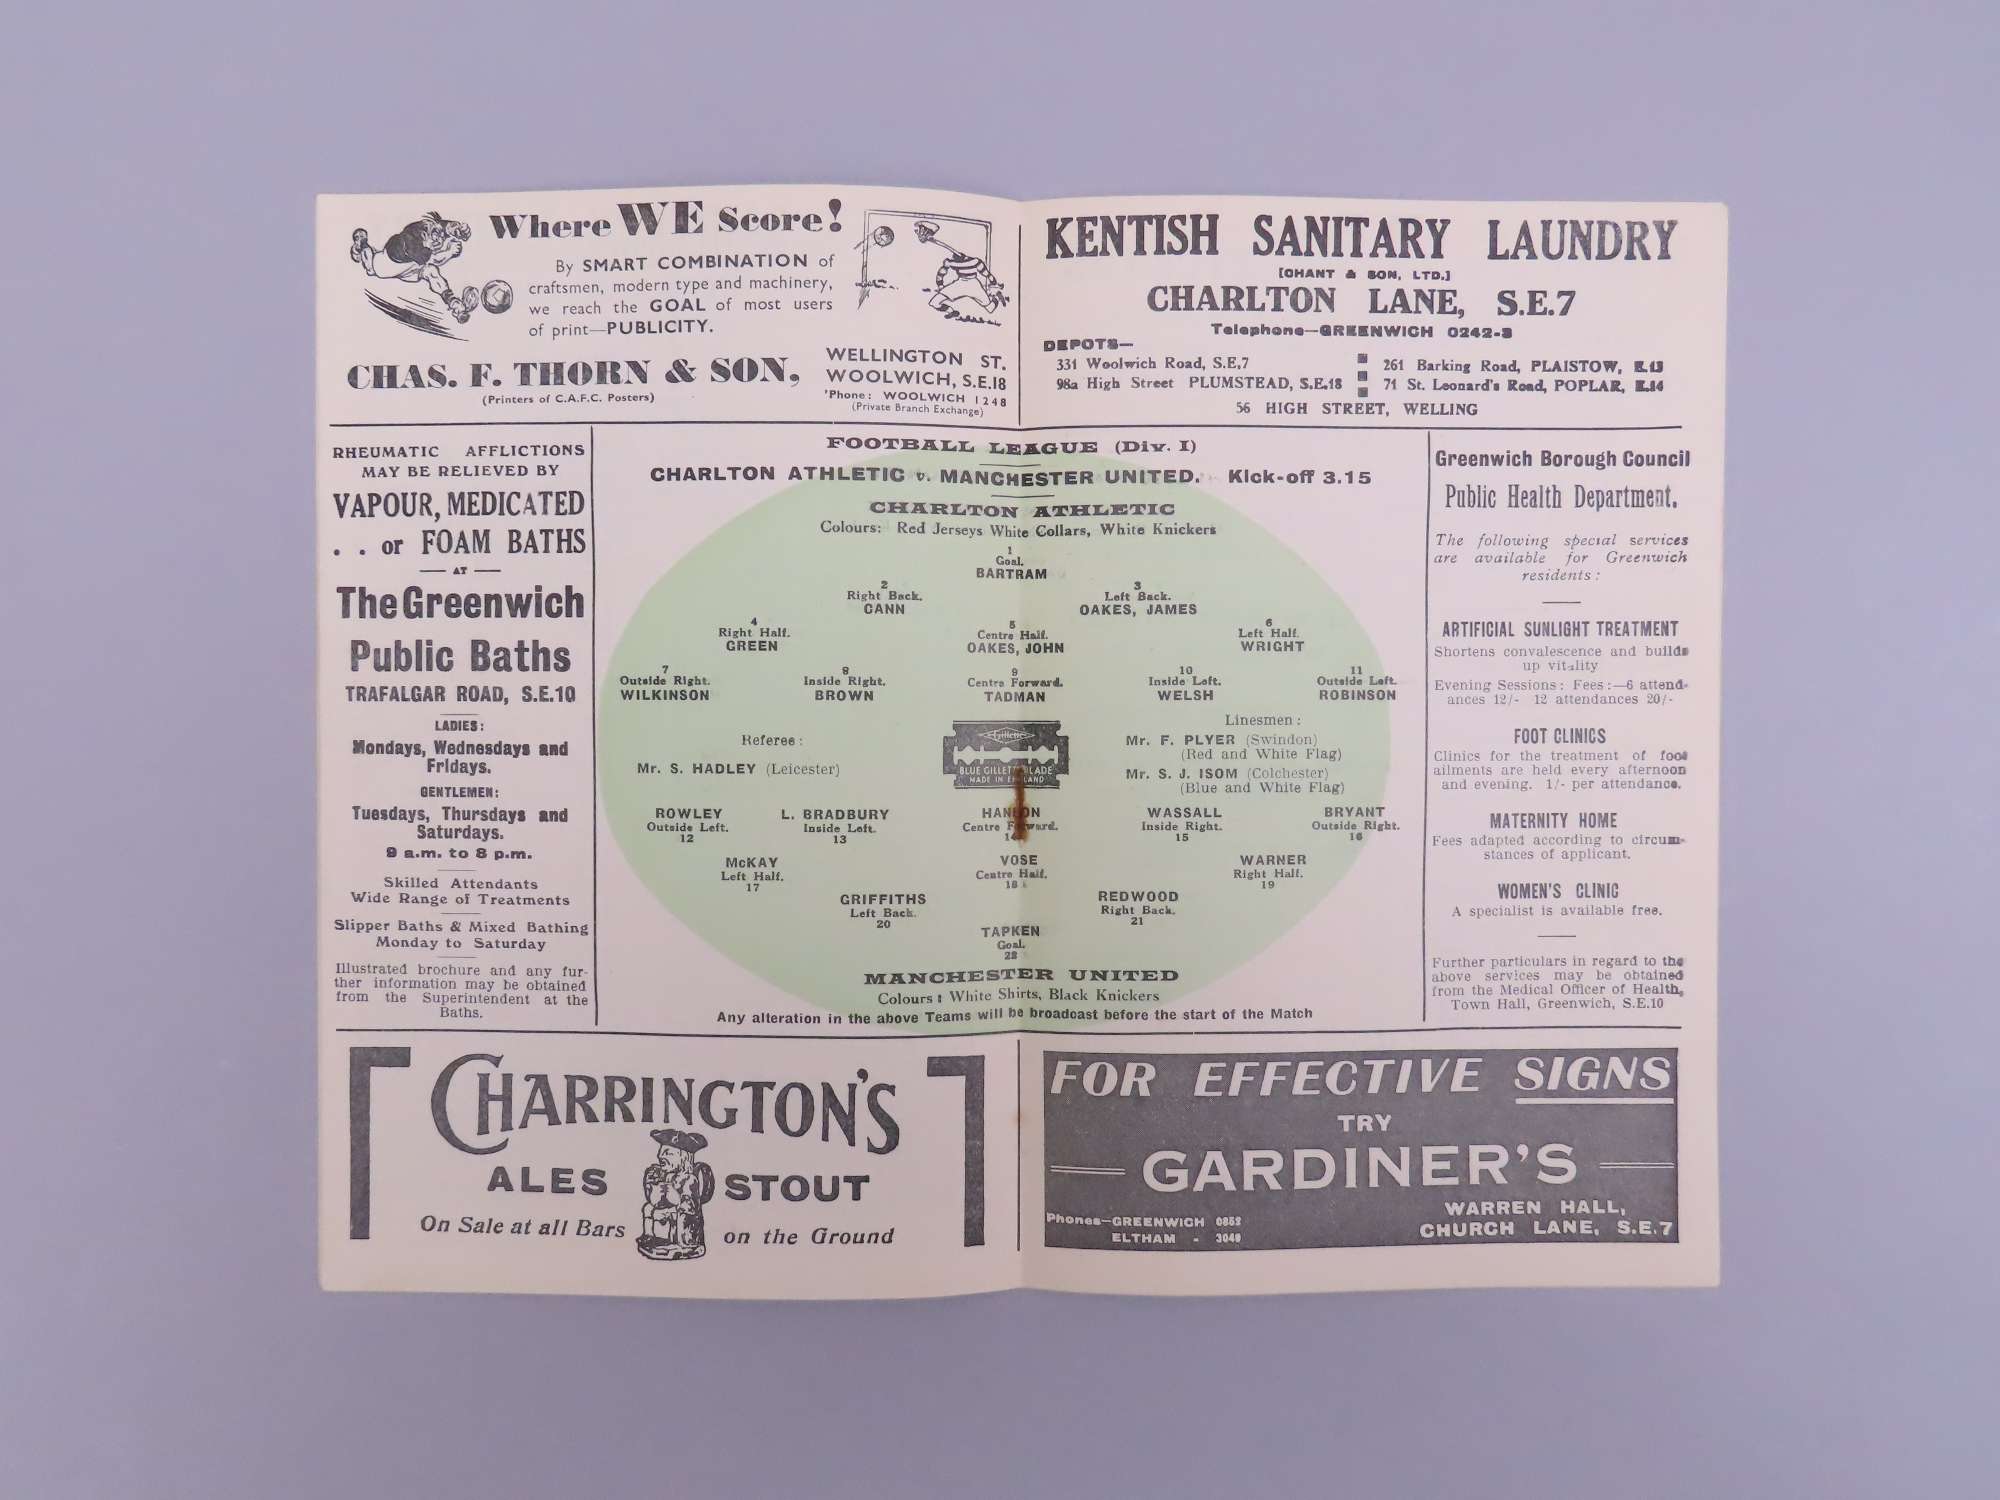 Where WE Score!
By SMART COMBINATION of
craftsmen, modern type and machinery,
we reach the GOAL of most users
of print—PUBLICITY.
CHAS. F. THORN & SON,
(Printers of C.A.F.C. Posters)
WELLINGTON ST.
WOOLWICH, S.E.18
'Phone: WOOLWICH 1248
(Private Branch Exchange)
KENTISH SANITARY LAUNDRY
[CHANT & SON, LTD.]
CHARLTON LANE, S.E.7
Telephone—GREENWICH 0242-3
DEPOTS—
331 Woolwich Road, S.E,7
98a High Street PLUMSTEAD, S.E.18
261 Barking Road, PLAISTOW, E.13
71 St. Leonard's Road, POPLAR, E.14
56 HIGH STREET, WELLING
RHEUMATIC AFFLICTIONS
MAY BE RELIEVED BY
VAPOUR, MEDICATED
. . or FOAM BATHS
— AT —
The Greenwich
Public Baths
TRAFALGAR ROAD, S.E.10
LADIES:
Mondays, Wednesdays and
Fridays.
GENTLEMEN:
Tuesdays, Thursdays and
Saturdays.
9 a.m. to 8 p.m.
Skilled Attendants
Wide Range of Treatments
Slipper Baths & Mixed Bathing
Monday to Saturday
Illustrated brochure and any fur-
ther information may be obtained
from the Superintendent at the
Baths.
FOOTBALL LEAGUE (Div. I)
CHARLTON ATHLETIC v. MANCHESTER UNITED. Kick-off 3.15
CHARLTON ATHLETIC
Colours: Red Jerseys White Collars, White Knickers
1
Goal.
BARTRAM
2 3
Right Back. Left Back.
CANN OAKES, JAMES
4 5 6
Right Half. Centre Half. Left Half.
GREEN OAKES, JOHN WRIGHT
7 8 9 10 11
Outside Right. Inside Right. Centre Forward. Inside Left. Outside Left.
WILKINSON BROWN TADMAN WELSH ROBINSON
Referee:
Mr. S. HADLEY (Leicester)
Gillette
BLUE GILLETTE BLADE
MADE IN ENGLAND
Linesmen:
Mr. F. PLYER (Swindon)
(Red and White Flag)
Mr. S. J. ISOM (Colchester)
(Blue and White Flag)
ROWLEY L. BRADBURY HANLON WASSALL BRYANT
Outside Left. Inside Left. Centre Forward. Inside Right. Outside Right.
12 13 14 15 16
McKAY VOSE WARNER
Left Half. Centre Half. Right Half.
17 18 19
GRIFFITHS REDWOOD
Left Back. Right Back.
20 21
TAPKEN
Goal.
22
MANCHESTER UNITED
Colours: White Shirts, Black Knickers
Any alteration in the above Teams will be broadcast before the start of the Match
Greenwich Borough Council
Public Health Department.
The following special services
are available for Greenwich
residents:
ARTIFICIAL SUNLIGHT TREATMENT
Shortens convalescence and builds
up vitality
Evening Sessions: Fees:—6 attend-
ances 12/- 12 attendances 20/-
FOOT CLINICS
Clinics for the treatment of foot
ailments are held every afternoon
and evening. 1/- per attendance.
MATERNITY HOME
Fees adapted according to circum-
stances of applicant.
WOMEN'S CLINIC
A specialist is available free.
Further particulars in regard to the
above services may be obtained
from the Medical Officer of Health,
Town Hall, Greenwich, S.E.10
CHARRINGTON'S
ALES STOUT
On Sale at all Bars on the Ground
FOR EFFECTIVE SIGNS
TRY
GARDINER'S
WARREN HALL,
CHURCH LANE, S.E.7
Phones—GREENWICH 0852
ELTHAM - 3040